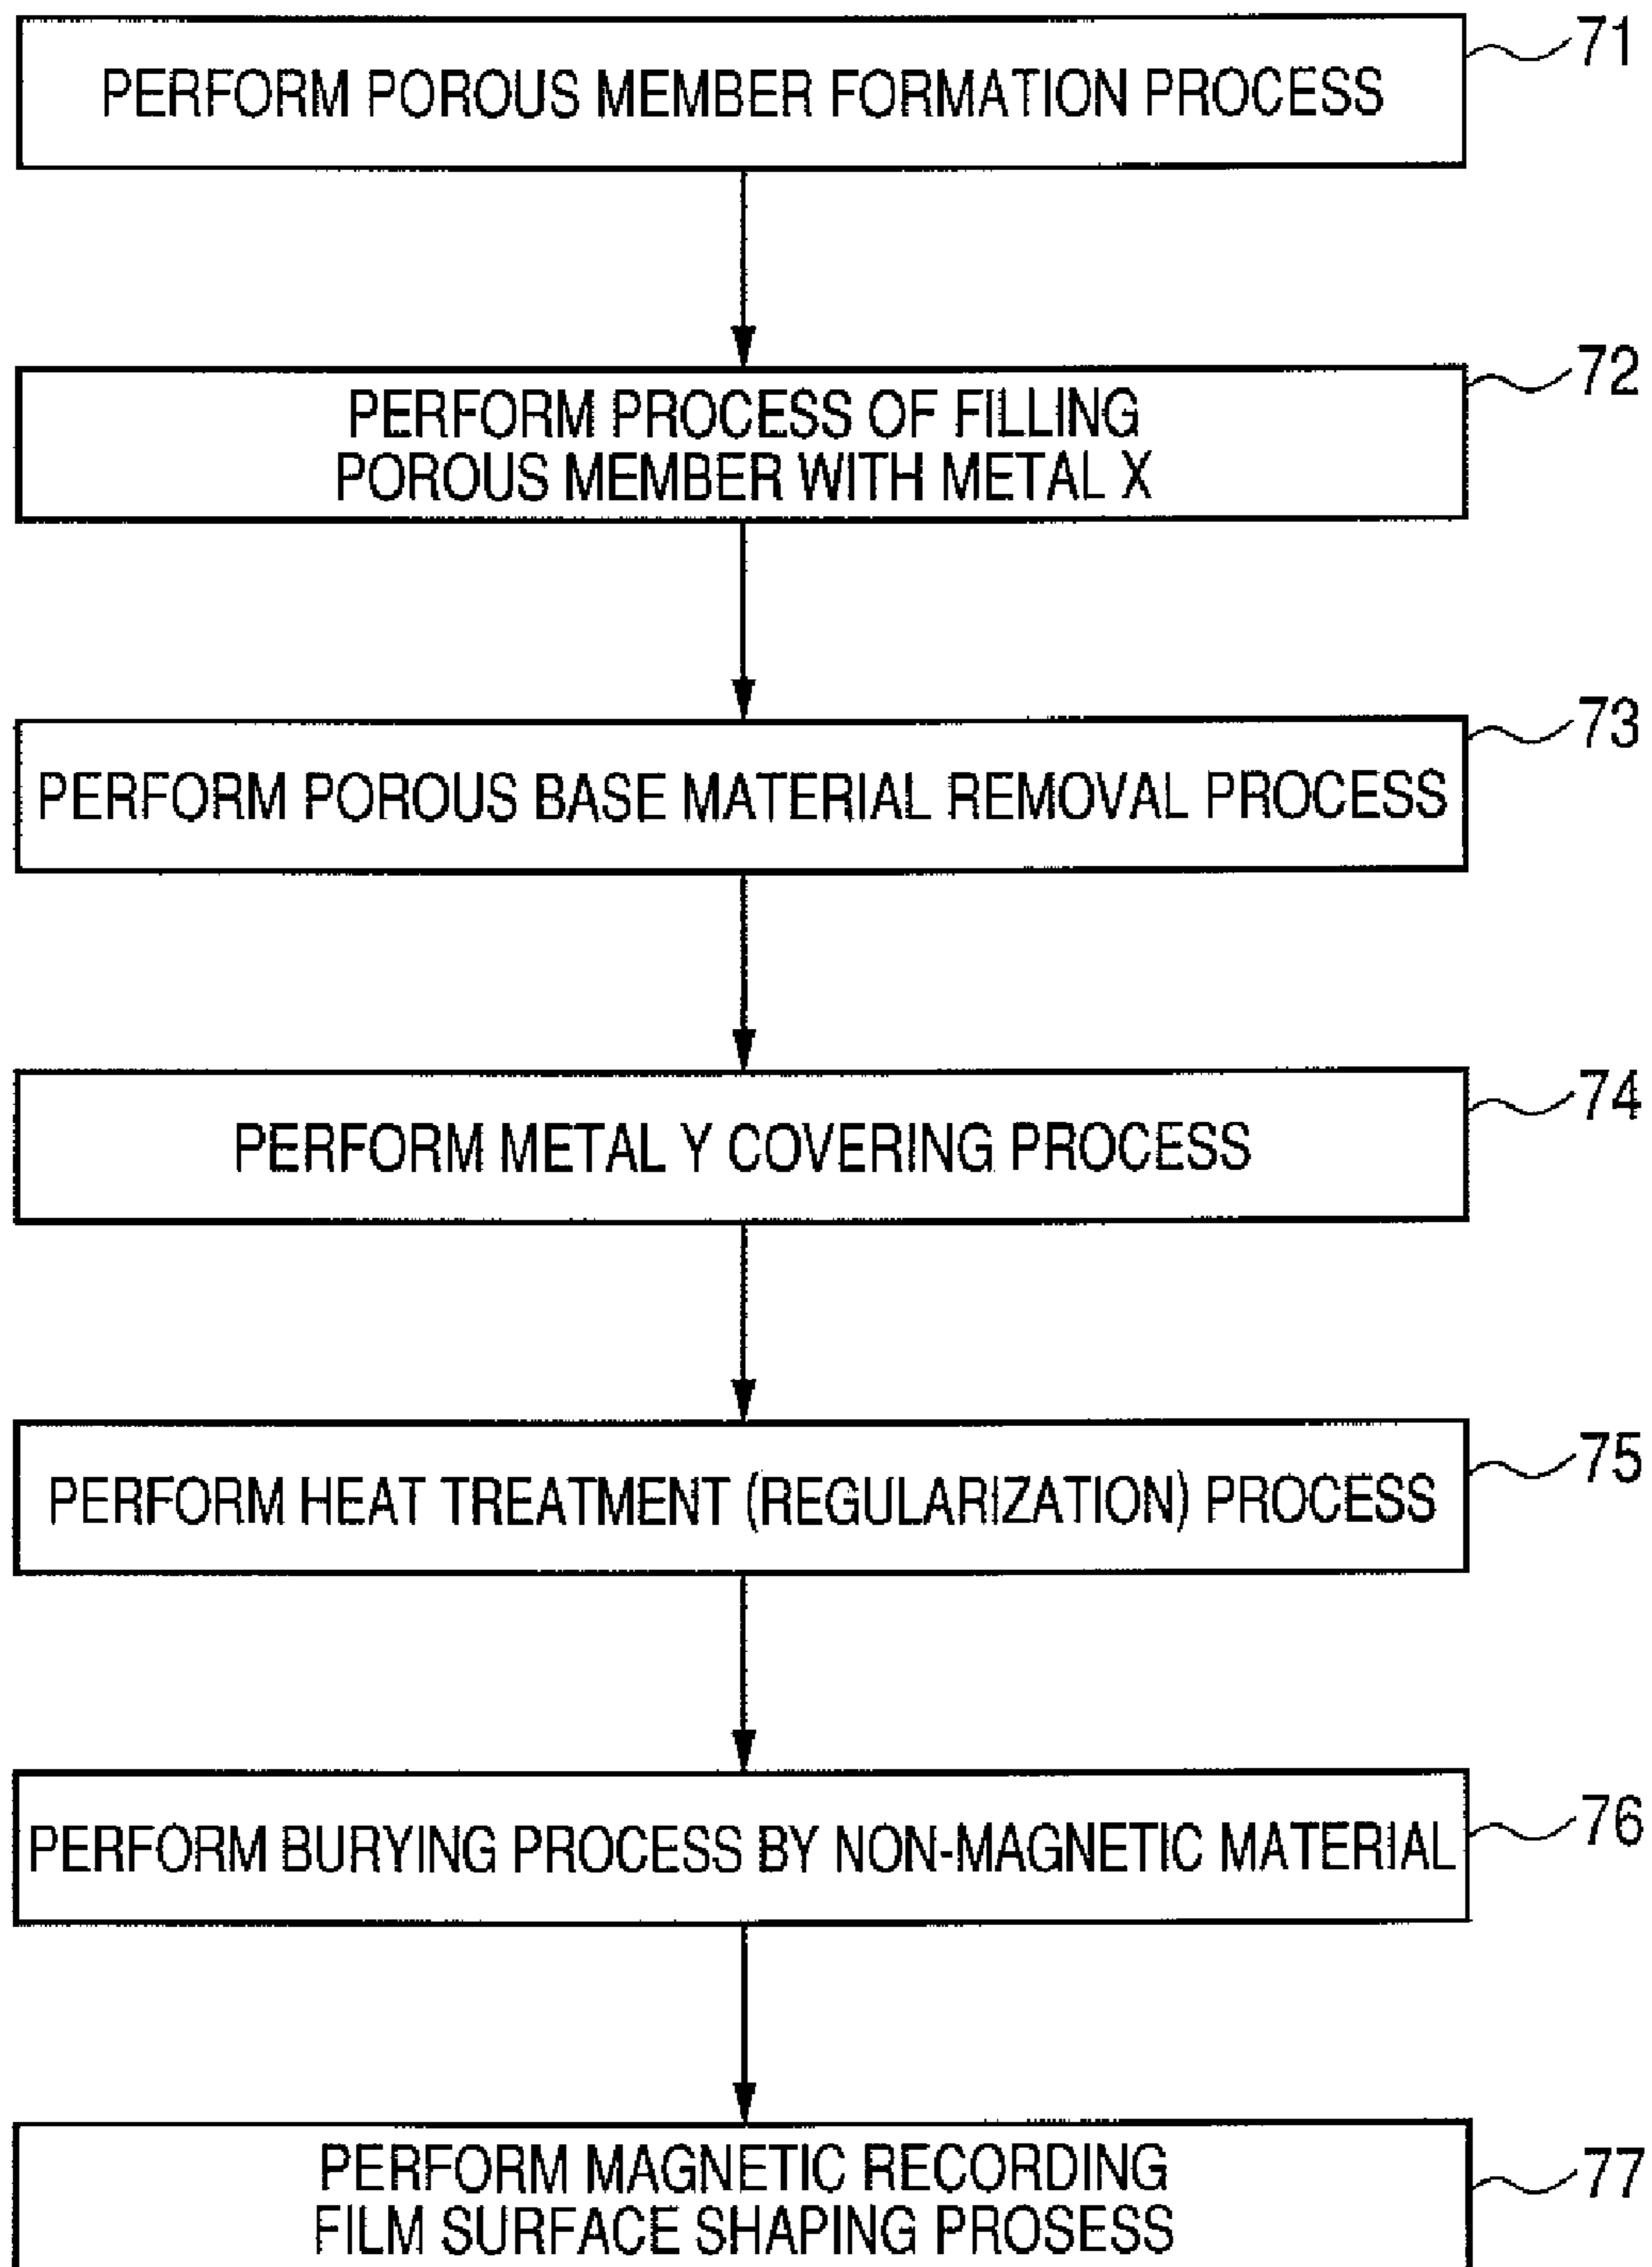 71
PERFORM POROUS MEMBER FORMATION PROCESS
72
PERFORM PROCESS OF FILLING
POROUS MEMBER WITH METAL X
73
PERFORM POROUS BASE MATERIAL REMOVAL PROCESS
74
PERFORM METAL Y COVERING PROCESS
75
PERFORM HEAT TREATMENT (REGULARIZATION) PROCESS
76
PERFORM BURYING PROCESS BY NON-MAGNETIC MATERIAL
77
PERFORM MAGNETIC RECORDING
FILM SURFACE SHAPING PROSESS